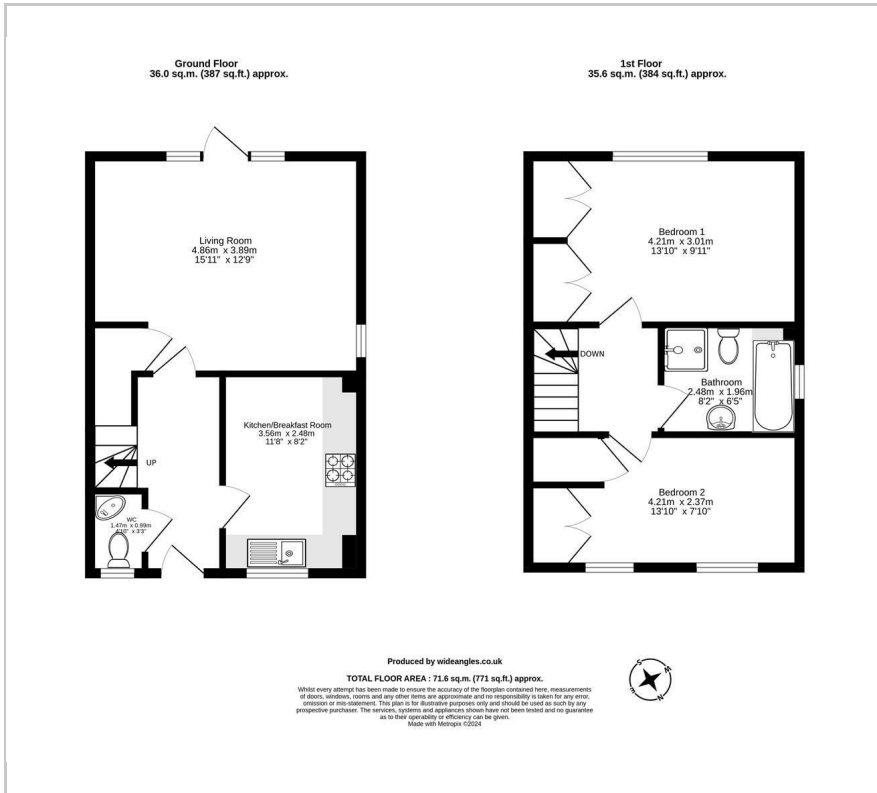 Ground Floor
36.0 sq.m. (387 sq.ft.) approx.
1st Floor
35.6 sq.m. (384 sq.ft.) approx.
Living Room
4.86m x 3.89m
15'11" x 12'9"
Bedroom 1
4.21m x 3.01m
13'10" x 9'11"
DOWN
Bathroom
2.48m x 1.96m
8'2" x 6'5"
Kitchen/Breakfast Room
3.56m x 2.48m
11'8" x 8'2"
UP
WC
1.47m x 0.99m
4'10" x 3'3"
Bedroom 2
4.21m x 2.37m
13'10" x 7'10"
Produced by wideangles.co.uk
TOTAL FLOOR AREA : 71.6 sq.m. (771 sq.ft.) approx.
Whilst every attempt has been made to ensure the accuracy of the floorplan contained here, measurements
of doors, windows, rooms and any other items are approximate and no responsibility is taken for any error,
omission or mis-statement. This plan is for illustrative purposes only and should be used as such by any
prospective purchaser. The services, systems and appliances shown have not been tested and no guarantee
as to their operability or efficiency can be given.
Made with Metropix ©2024
S
W
E
N